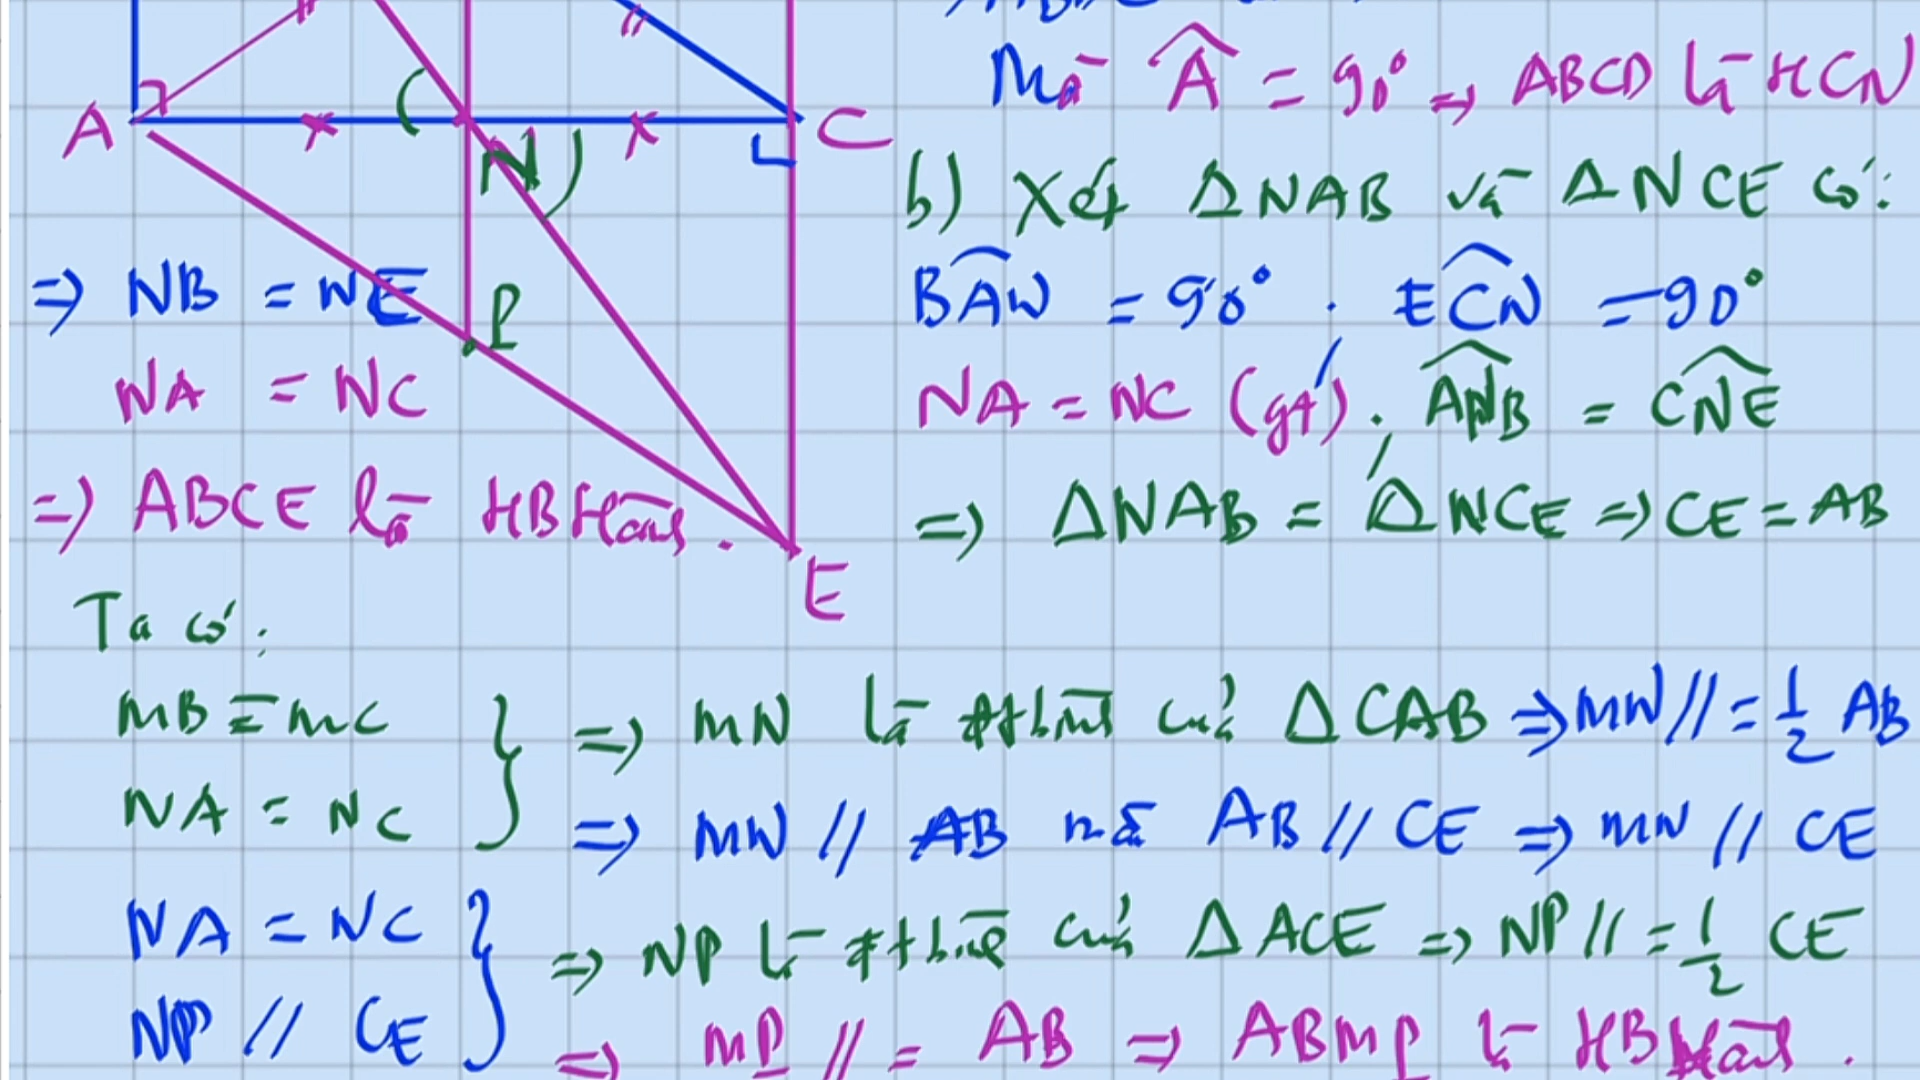 Mà Â = 90° => ABCD là HCN
A
C
N
b) Xét ΔNAB và ΔNCE có:
BAN = 90°. ECN = 90°
NA = NC (gt). ANB = CNE
=> ΔNAB = ΔNCE => CE = AB
P
=> NB = NE
NA = NC
=> ABCE là HBHành.
E
Ta có:
MB = MC
NA = NC
} => MN là đtbình của ΔCAB => MN // = 1/2 AB
=> MN // AB mà AB // CE => MN // CE
NA = NC
NP // CE
} => NP là đtbình của ΔACE => NP // = 1/2 CE
=> MP // = AB => ABMP là HBHành.